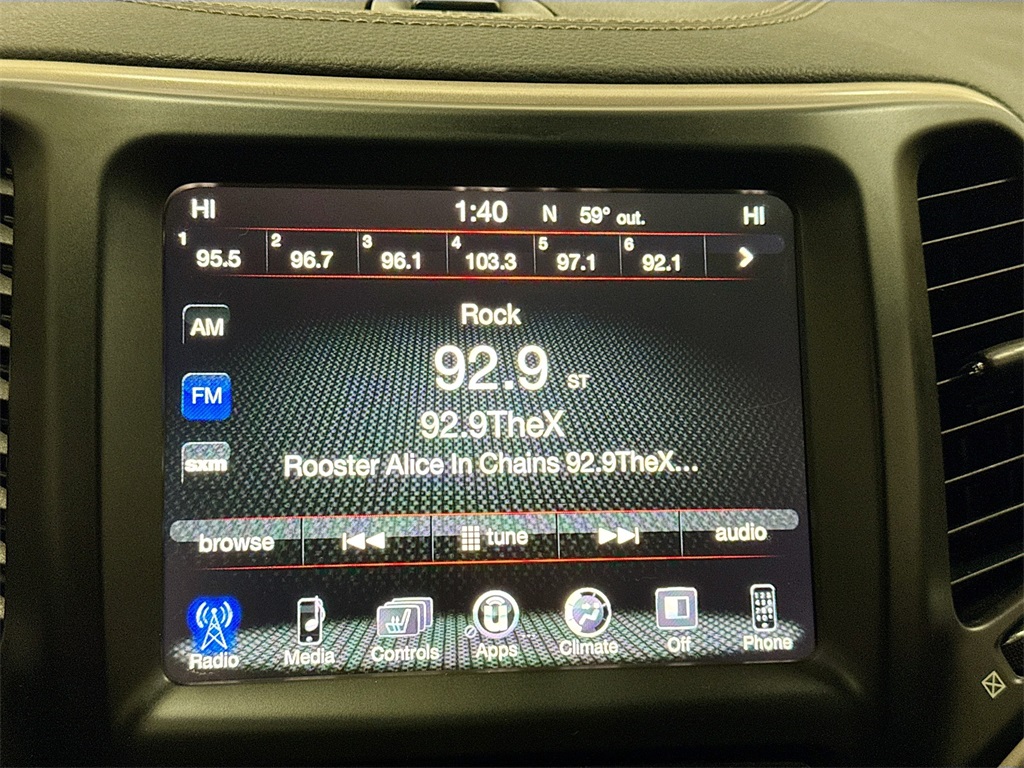 HI 1:40 N 59° out. HI
1 95.5 2 96.7 3 96.1 4 103.3 5 97.1 6 92.1
Rock
AM
92.9 ST
FM
92.9TheX
sxm
Rooster Alice In Chains 92.9TheX...
browse tune audio
Radio Media Controls Apps Climate Off Phone